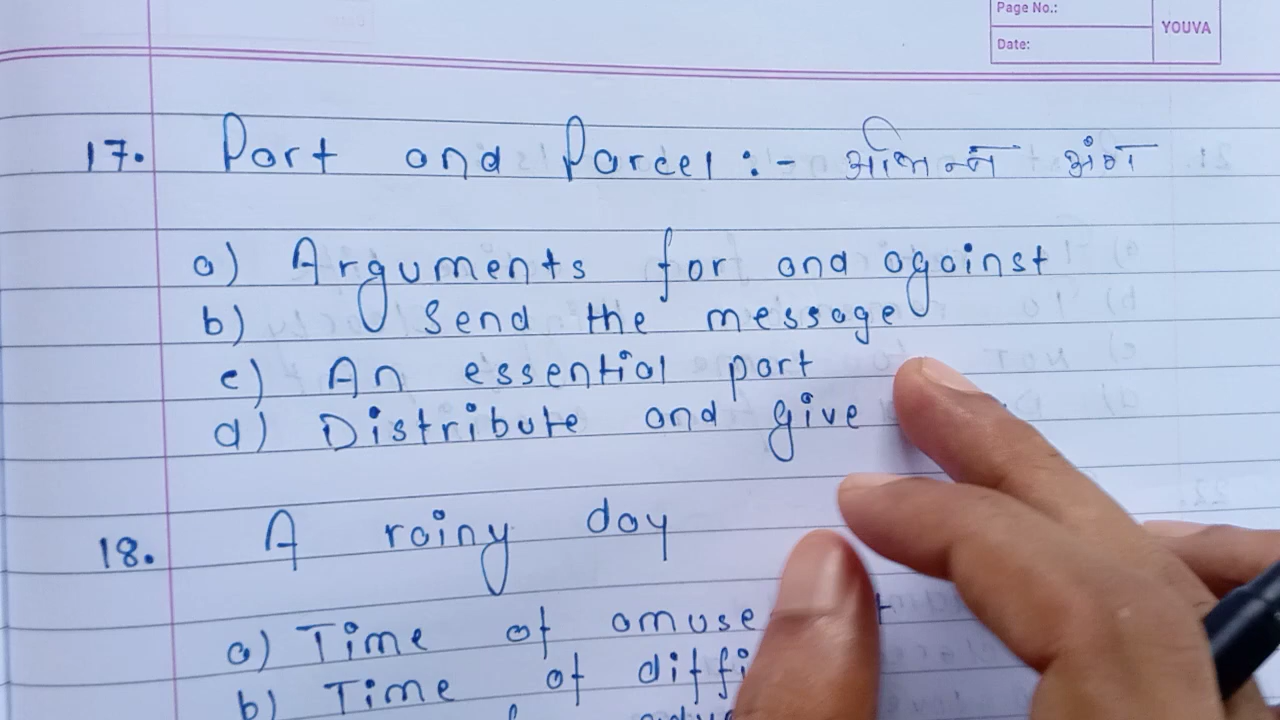 Page No.:
YOUVA
Date:
17. Part and Parcel :- अभिन्न अंग
a) Arguments for and against
b) Send the message
c) An essential part
d) Distribute and give
18. A rainy day
a) Time of amuse
b) Time of diffi